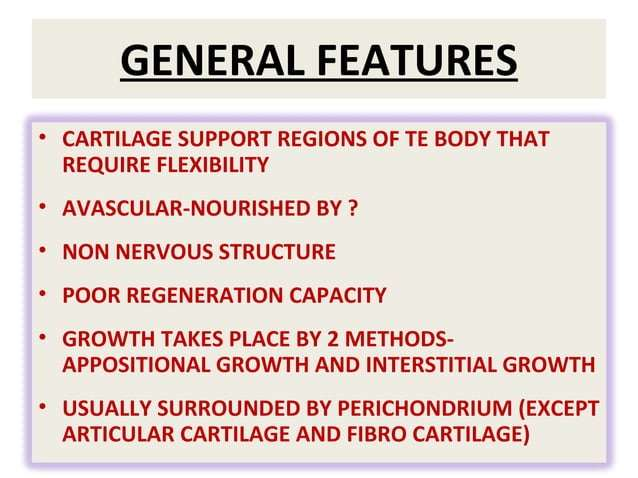 GENERAL FEATURES
• CARTILAGE SUPPORT REGIONS OF TE BODY THAT
REQUIRE FLEXIBILITY
• AVASCULAR-NOURISHED BY ?
• NON NERVOUS STRUCTURE
• POOR REGENERATION CAPACITY
• GROWTH TAKES PLACE BY 2 METHODS-
APPOSITIONAL GROWTH AND INTERSTITIAL GROWTH
• USUALLY SURROUNDED BY PERICHONDRIUM (EXCEPT
ARTICULAR CARTILAGE AND FIBRO CARTILAGE)